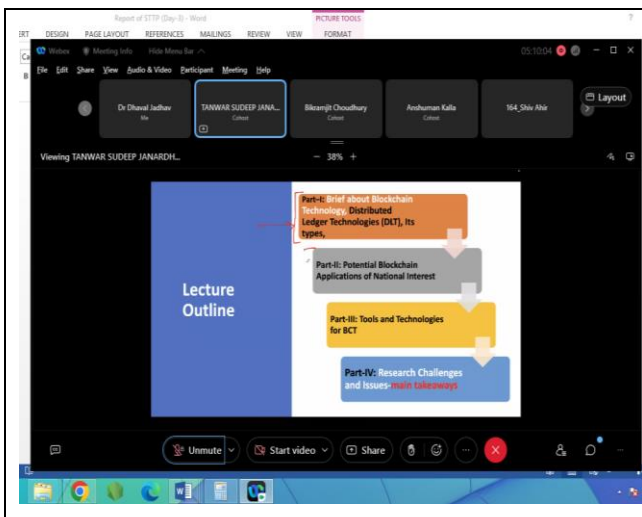 Report of STTP (Day-3) - Word
PICTURE TOOLS
?
ERT DESIGN PAGE LAYOUT REFERENCES MAILINGS REVIEW VIEW FORMAT
Ca
B
Webex Meeting Info Hide Menu Bar
05:10:04
File Edit Share View Audio & Video Participant Meeting Help
Dr Dhaval Jadhav
Me
TANWAR SUDEEP JANA...
Cohost
Bikramjit Choudhury
Cohost
Anshuman Kalla
Cohost
164_Shiv Ahir
Layout
Viewing TANWAR SUDEEP JANARDH...
− 38% +
Lecture
Outline
Part-I: Brief about Blockchain
Technology, Distributed
Ledger Technologies (DLT), Its
types,
Part-II: Potential Blockchain
Applications of National Interest
Part-III: Tools and Technologies
for BCT
Part-IV: Research Challenges
and Issues-main takeaways
Unmute
Start video
Share